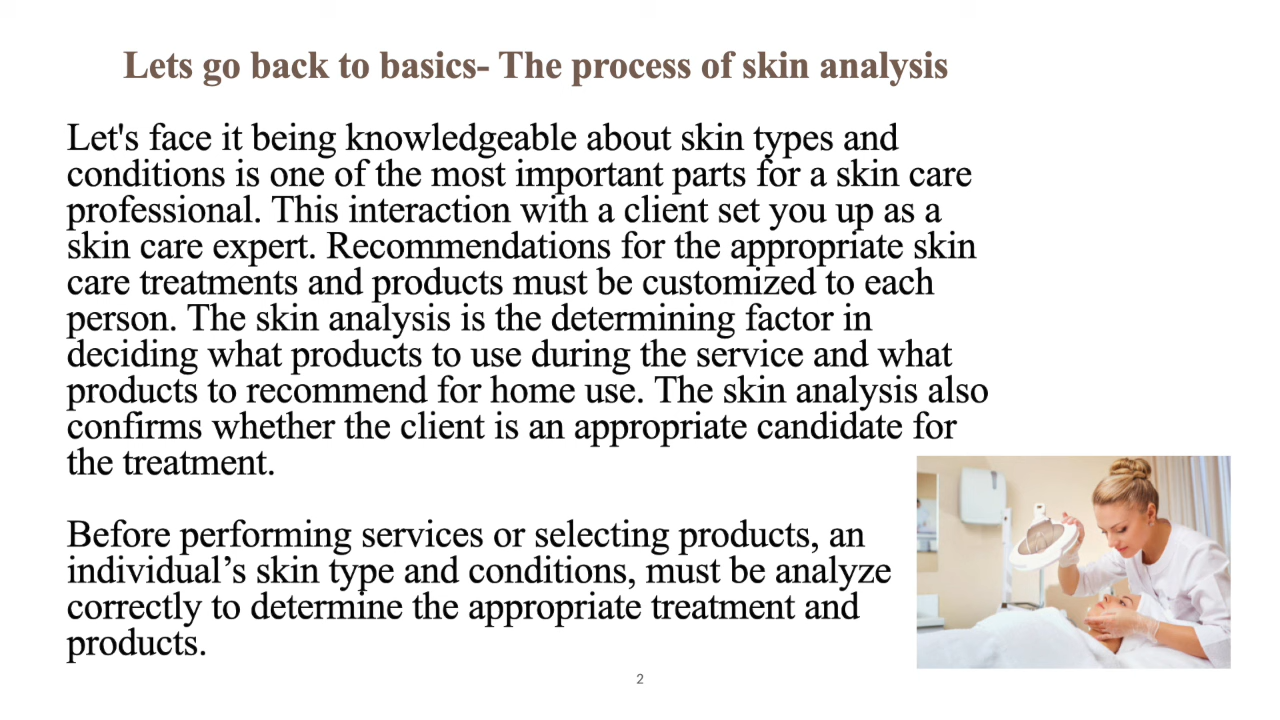 Lets go back to basics- The process of skin analysis
Let's face it being knowledgeable about skin types and
conditions is one of the most important parts for a skin care
professional. This interaction with a client set you up as a
skin care expert. Recommendations for the appropriate skin
care treatments and products must be customized to each
person. The skin analysis is the determining factor in
deciding what products to use during the service and what
products to recommend for home use. The skin analysis also
confirms whether the client is an appropriate candidate for
the treatment.
Before performing services or selecting products, an
individual’s skin type and conditions, must be analyze
correctly to determine the appropriate treatment and
products.
2